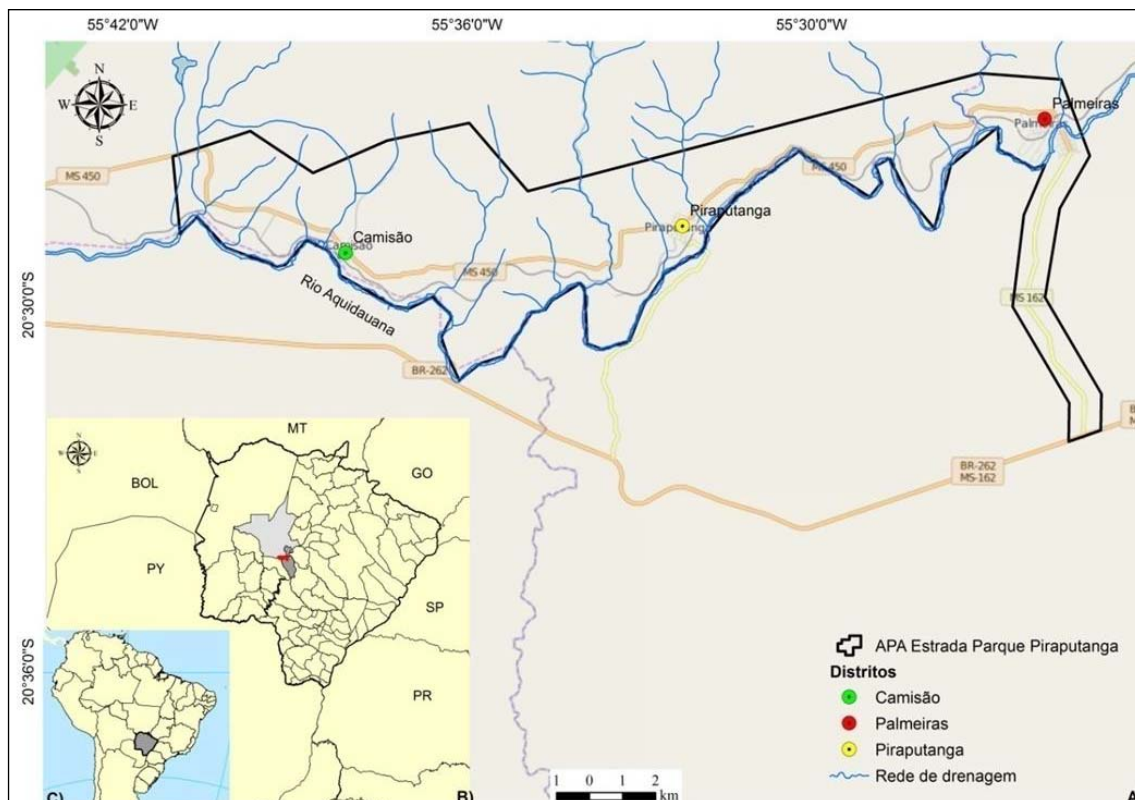 55°42'0"W 55°36'0"W 55°30'0"W
N
W E
S
Palmeiras
Palmeiras
MS 450
MS 450
Piraputanga
Camisão
Camisão
MS 450
Rio Aquidauana
20°30'0"S
MS 162
BR-262
MT
N
W E
S
GO
BOL
BR-262
MS-162
PY
SP
20°36'0"S
PR
APA Estrada Parque Piraputanga
Distritos
Camisão
Palmeiras
Piraputanga
Rede de drenagem
1 0 1 2
km
C) B) A